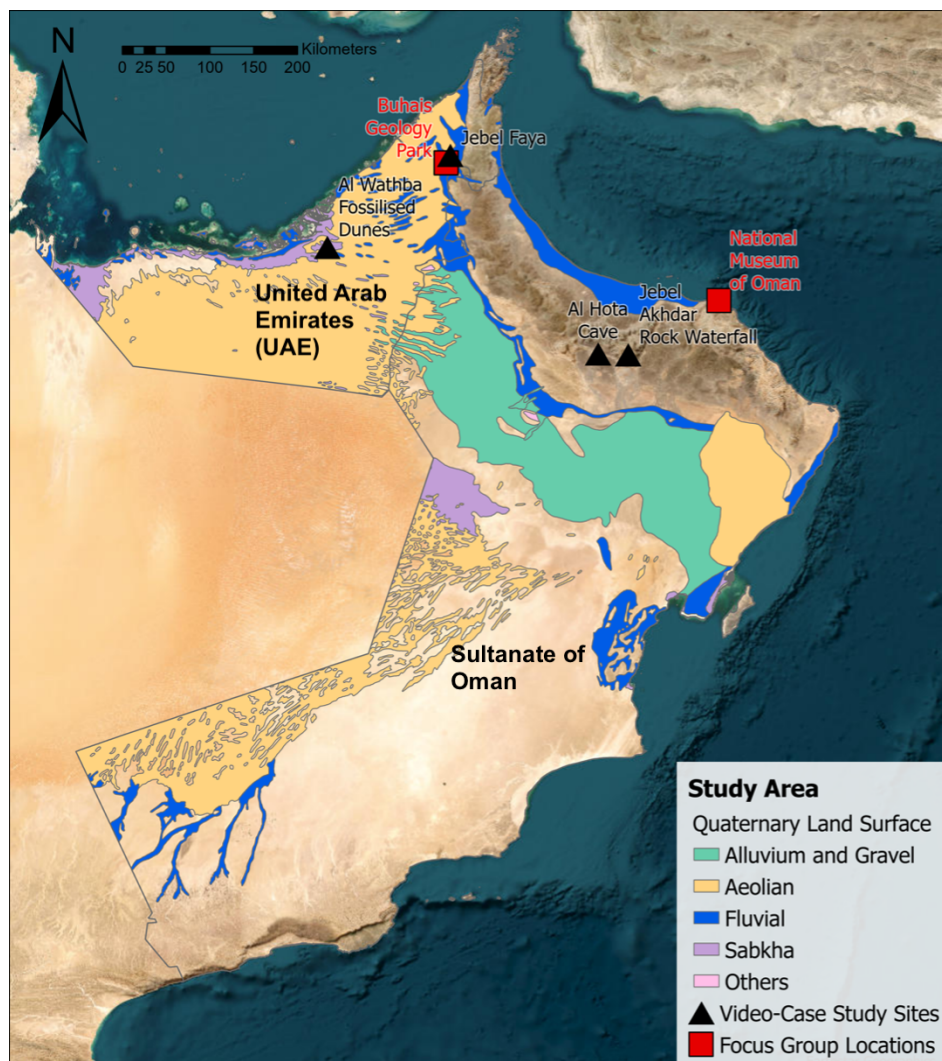 N
Kilometers
0 25 50 100 150 200
Buhais
Geology
Park
Jebel Faya
Al Wathba
Fossilised
Dunes
United Arab
Emirates
(UAE)
National
Museum
of Oman
Al Hota
Cave
Jebel
Akhdar
Rock Waterfall
Sultanate of
Oman
Study Area
Quaternary Land Surface
Alluvium and Gravel
Aeolian
Fluvial
Sabkha
Others
Video-Case Study Sites
Focus Group Locations